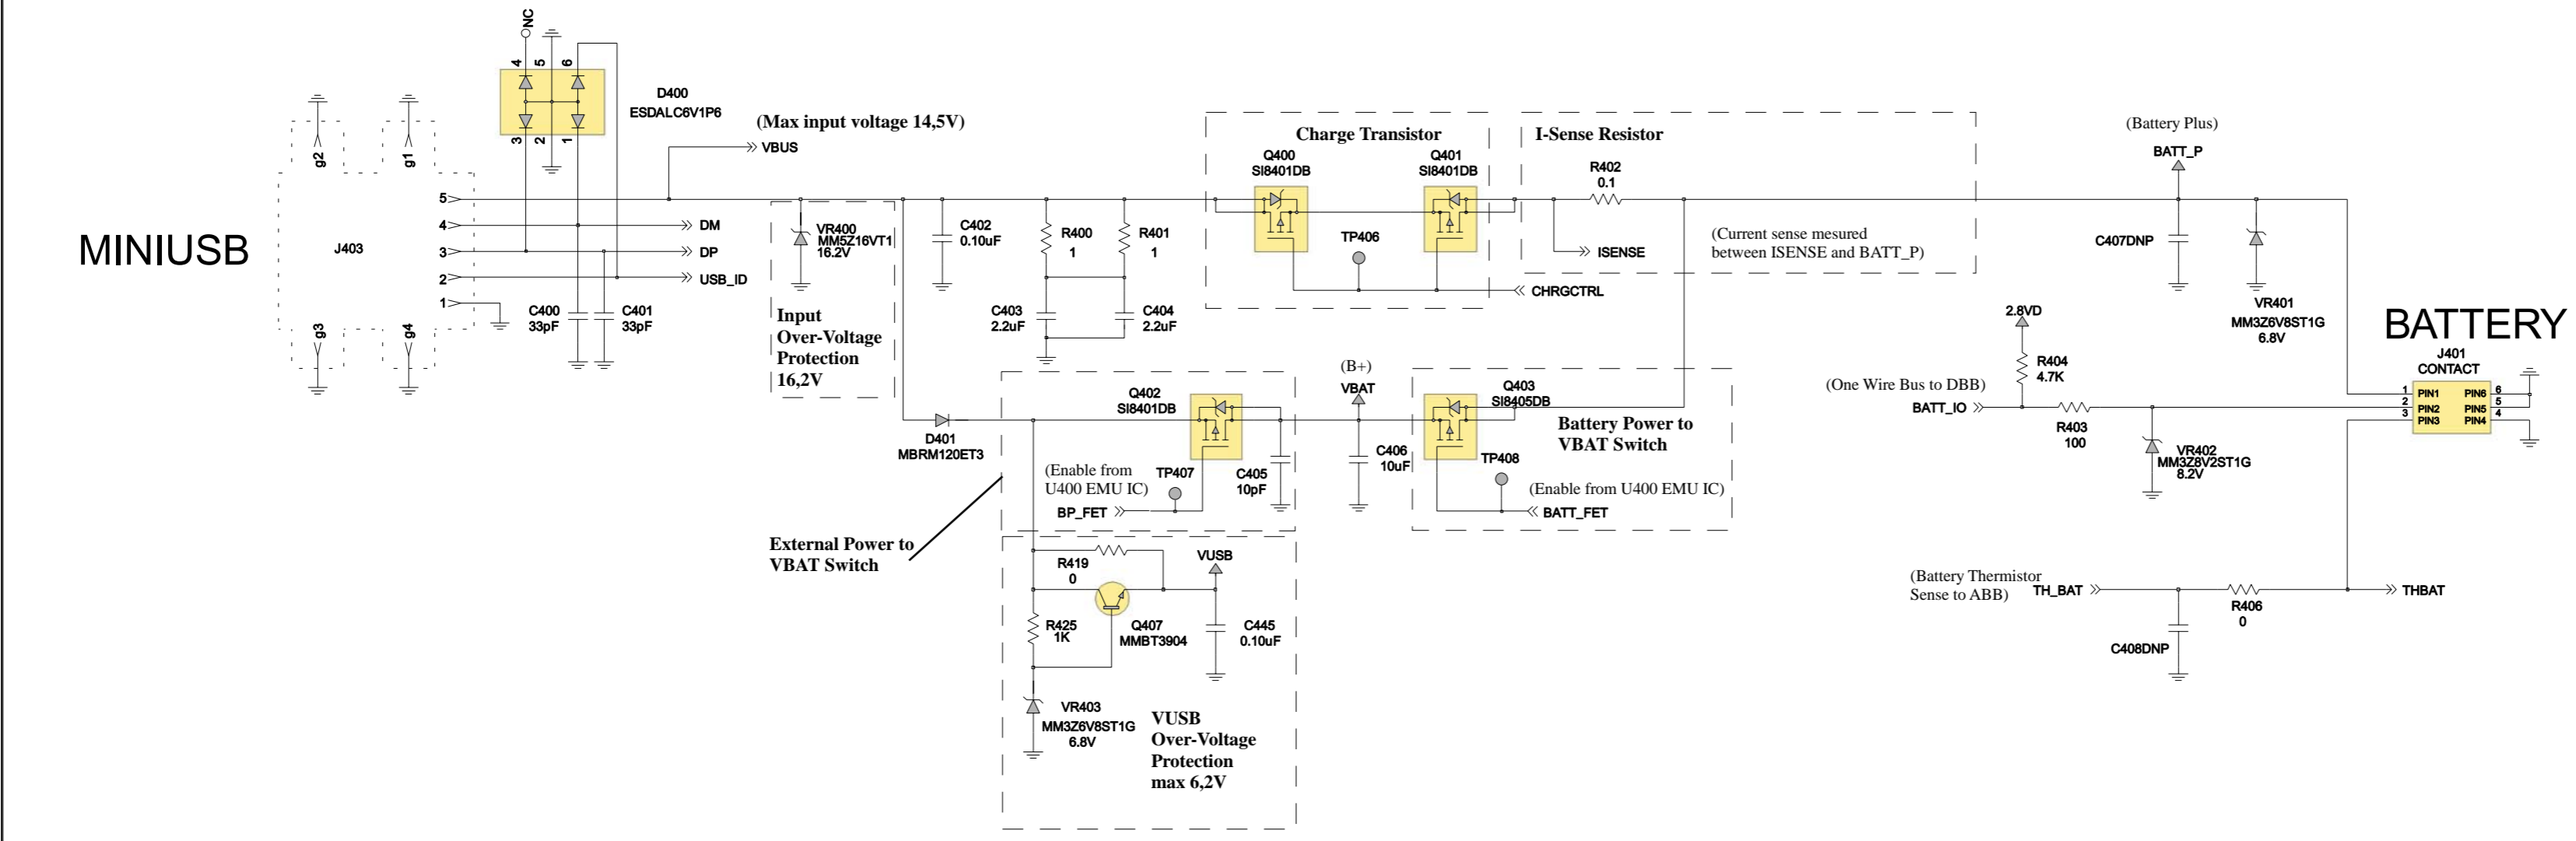 NC
4
5
6
D400
ESDALC6V1P6
3
2
1
g2
g1
(Max input voltage 14,5V)
VBUS
MINIUSB
J403
5
4
3
2
1
DM
DP
USB_ID
g3
g4
C400
33pF
C401
33pF
VR400
MM5Z16VT1
16.2V
Input
Over-Voltage
Protection
16,2V
C402
0.10uF
R400
1
R401
1
C403
2.2uF
C404
2.2uF
Charge Transistor
Q400
SI8401DB
Q401
SI8401DB
TP406
CHRGCTRL
I-Sense Resistor
R402
0.1
ISENSE
(Current sense mesured
between ISENSE and BATT_P)
(Battery Plus)
BATT_P
C407DNP
VR401
MM3Z6V8ST1G
6.8V
BATTERY
J401
CONTACT
1
2
3
PIN1
PIN2
PIN3
PIN6
PIN5
PIN4
6
5
4
2.8VD
R404
4.7K
(One Wire Bus to DBB)
BATT_IO
R403
100
VR402
MM3Z8V2ST1G
8.2V
D401
MBRM120ET3
Q402
SI8401DB
(Enable from
U400 EMU IC)
TP407
BP_FET
C405
10pF
(B+)
VBAT
C406
10uF
Q403
SI8405DB
Battery Power to
VBAT Switch
TP408
(Enable from U400 EMU IC)
BATT_FET
External Power to
VBAT Switch
R419
0
VUSB
R425
1K
Q407
MMBT3904
C445
0.10uF
VR403
MM3Z6V8ST1G
6.8V
VUSB
Over-Voltage
Protection
max 6,2V
(Battery Thermistor
Sense to ABB)
TH_BAT
R406
0
THBAT
C408DNP